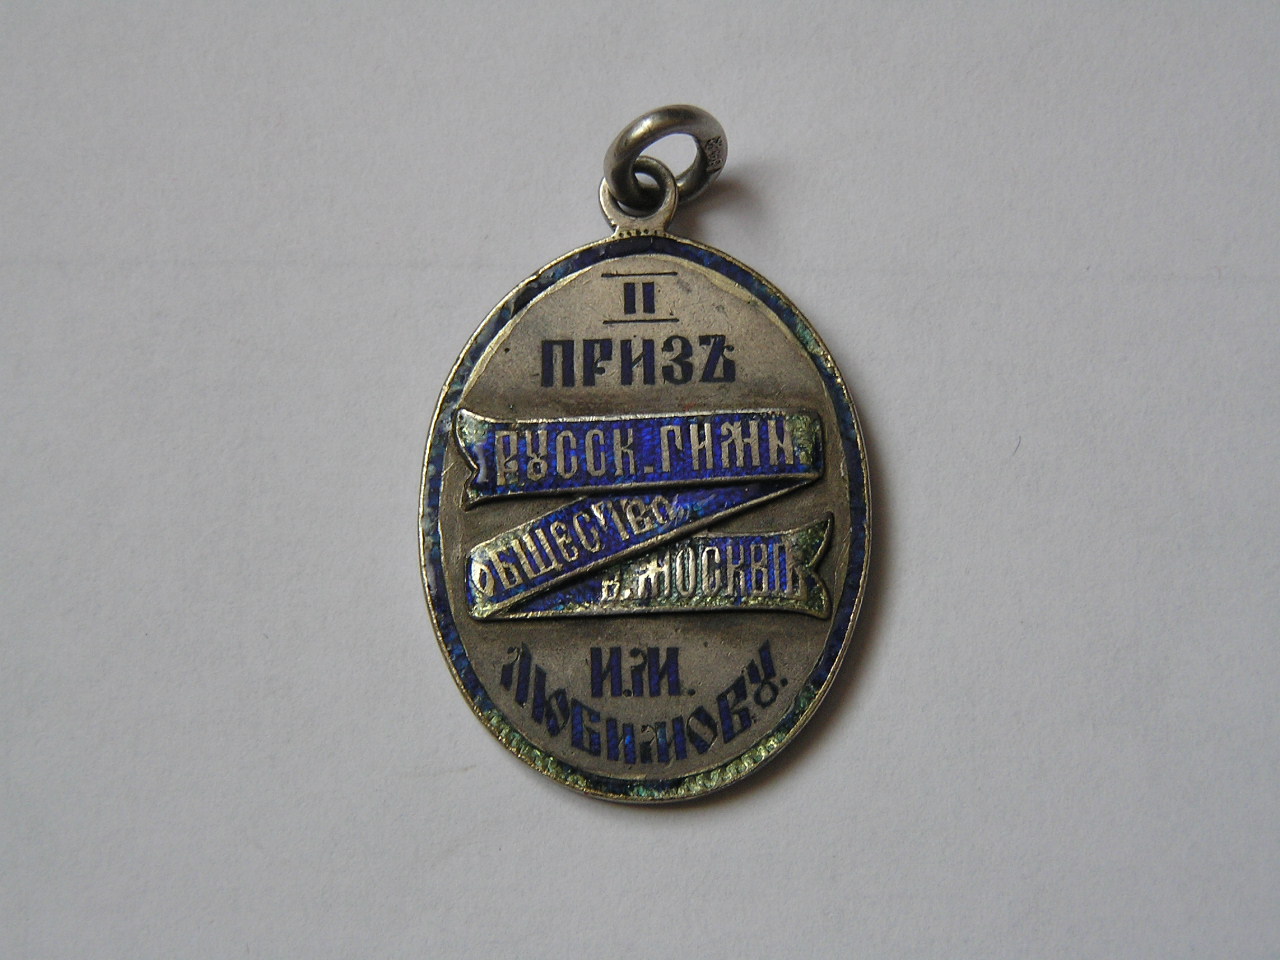 II
ПРИЗЪ
РУССК. ГИМН.
ОБЩЕСТВО
В. МОСКВѢ
И. М.
ЛЮБИМОВУ.